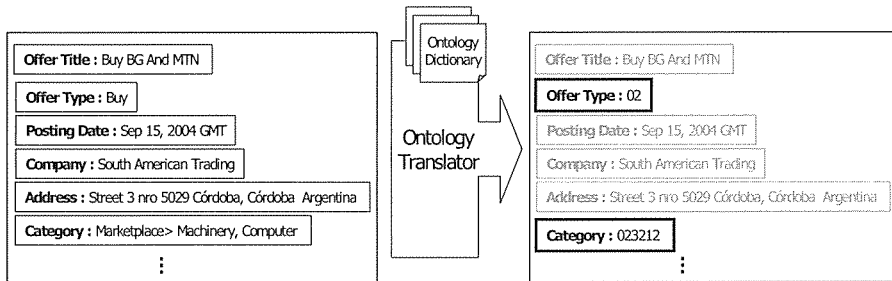 Offer Title : Buy BG And MTN
Offer Type : Buy
Posting Date : Sep 15, 2004 GMT
Company : South American Trading
Address : Street 3 nro 5029 Córdoba, Córdoba Argentina
Category : Marketplace> Machinery, Computer
Ontology
Dictionary
Ontology
Translator
Offer Title : Buy BG And MTN
Offer Type : 02
Posting Date : Sep 15, 2004 GMT
Company : South American Trading
Address : Street 3 nro 5029 Córdoba, Córdoba Argentina
Category : 023212